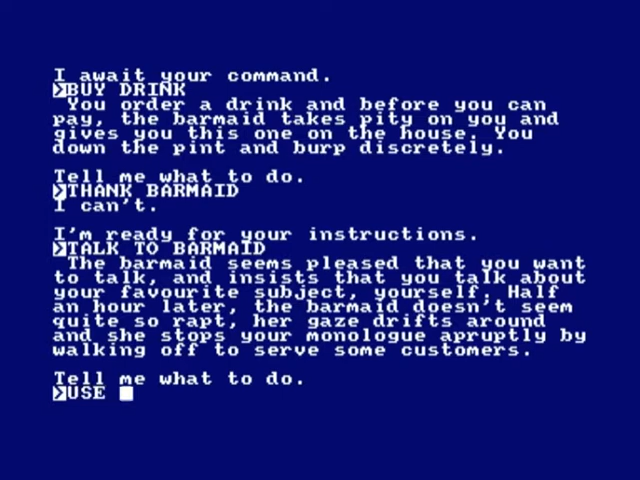 I await your command.
>BUY DRINK
You order a drink and before you can
pay, the barmaid takes pity on you and
gives you this one on the house. You
down the pint and burp discretely.
Tell me what to do.
>THANK BARMAID
I can't.
I'm ready for your instructions.
>TALK TO BARMAID
The barmaid seems pleased that you want
to talk, and insists that you talk about
your favourite subject, yourself; Half
an hour later, the barmaid doesn't seem
quite so rapt, her gaze drifts around
and she stops your monologue apruptly by
walking off to serve some customers.
Tell me what to do.
>USE